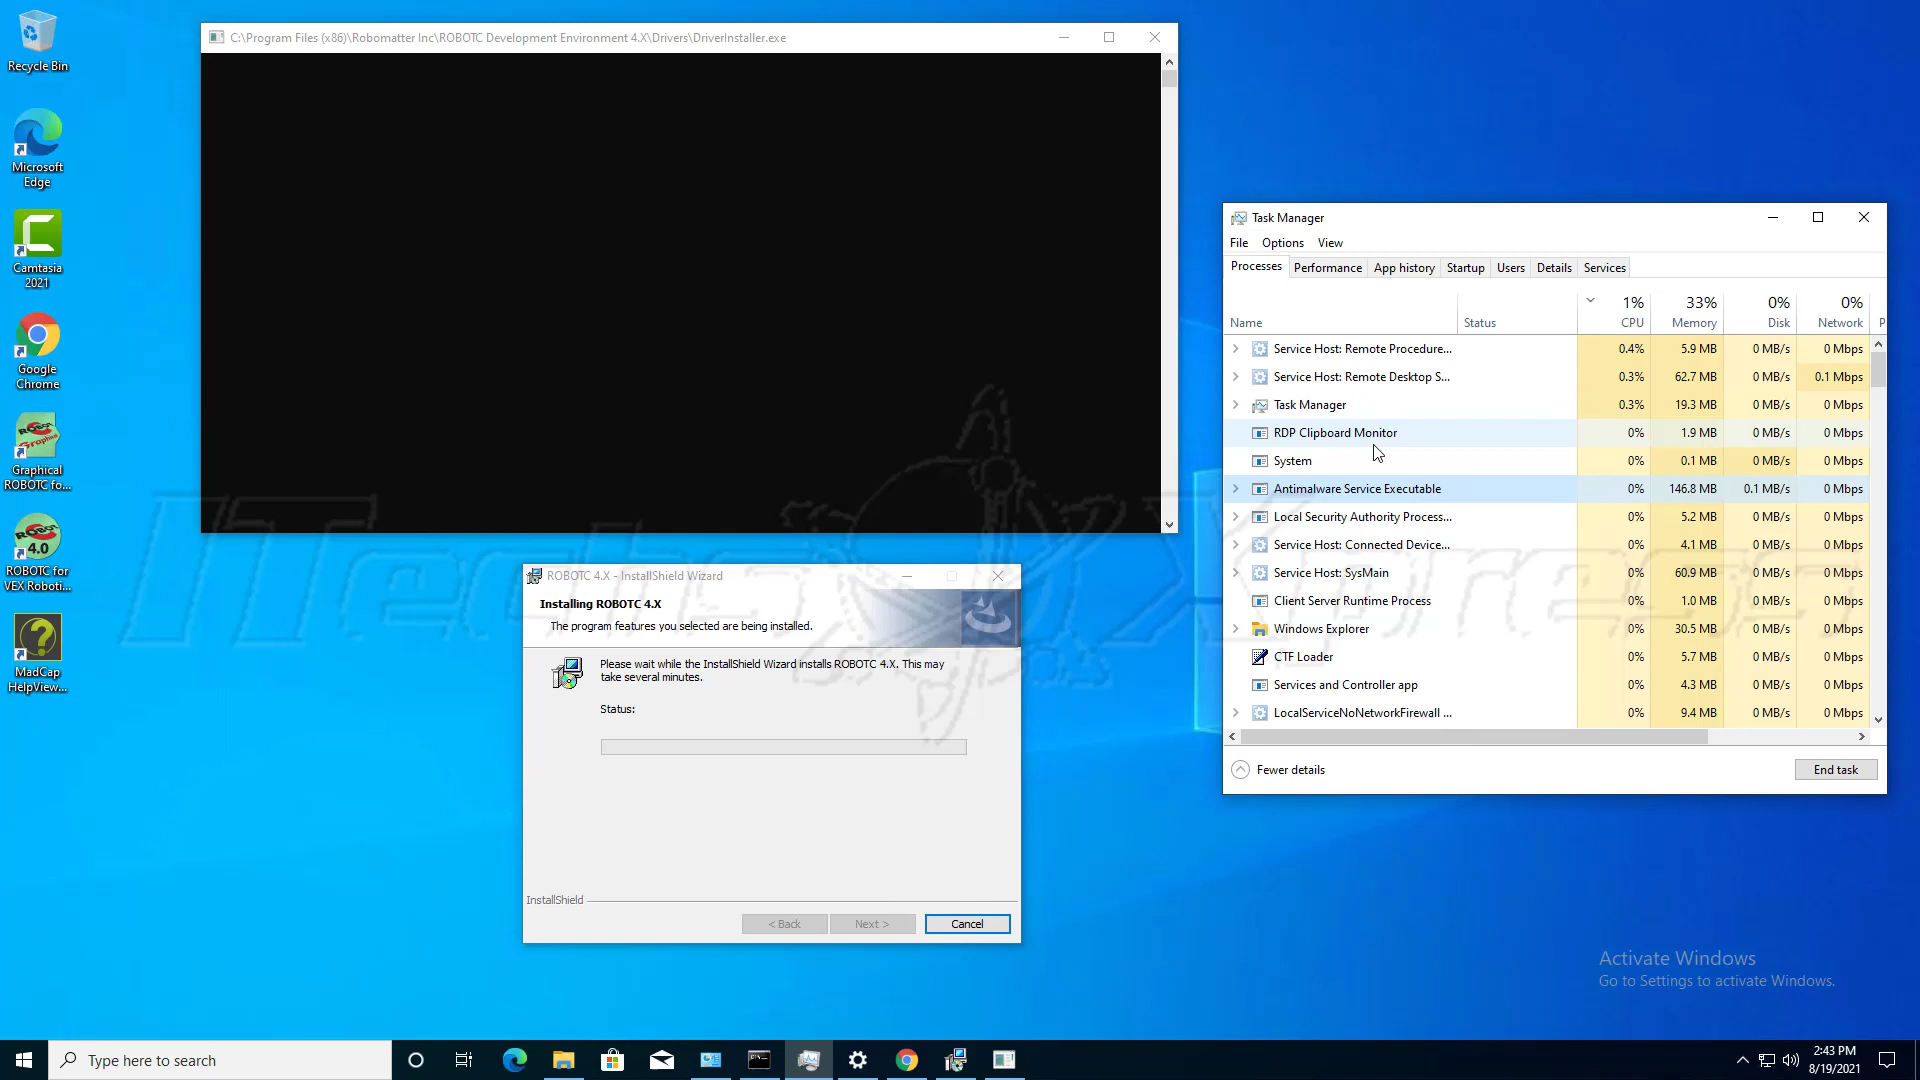 Recycle Bin
Microsoft
Edge
Camtasia
2021
Google
Chrome
Graphical
ROBOTC fo...
ROBOTC for
VEX Roboti...
MadCap
HelpView...
C:\Program Files (x86)\Robomatter Inc\ROBOTC Development Environment 4.X\Drivers\DriverInstaller.exe
ITechsXXpress
ROBOTC 4.X - InstallShield Wizard
Installing ROBOTC 4.X
The program features you selected are being installed.
Please wait while the InstallShield Wizard installs ROBOTC 4.X. This may
take several minutes.
Status:
InstallShield
< Back
Next >
Cancel
Task Manager
File Options View
Processes Performance App history Startup Users Details Services
1% 33% 0% 0%
Name Status CPU Memory Disk Network P
Service Host: Remote Procedure... 0.4% 5.9 MB 0 MB/s 0 Mbps
Service Host: Remote Desktop S... 0.3% 62.7 MB 0 MB/s 0.1 Mbps
Task Manager 0.3% 19.3 MB 0 MB/s 0 Mbps
RDP Clipboard Monitor 0% 1.9 MB 0 MB/s 0 Mbps
System 0% 0.1 MB 0 MB/s 0 Mbps
Antimalware Service Executable 0% 146.8 MB 0.1 MB/s 0 Mbps
Local Security Authority Process... 0% 5.2 MB 0 MB/s 0 Mbps
Service Host: Connected Device... 0% 4.1 MB 0 MB/s 0 Mbps
Service Host: SysMain 0% 60.9 MB 0 MB/s 0 Mbps
Client Server Runtime Process 0% 1.0 MB 0 MB/s 0 Mbps
Windows Explorer 0% 30.5 MB 0 MB/s 0 Mbps
CTF Loader 0% 5.7 MB 0 MB/s 0 Mbps
Services and Controller app 0% 4.3 MB 0 MB/s 0 Mbps
LocalServiceNoNetworkFirewall ... 0% 9.4 MB 0 MB/s 0 Mbps
Fewer details
End task
Activate Windows
Go to Settings to activate Windows.
Type here to search
2:43 PM
8/19/2021